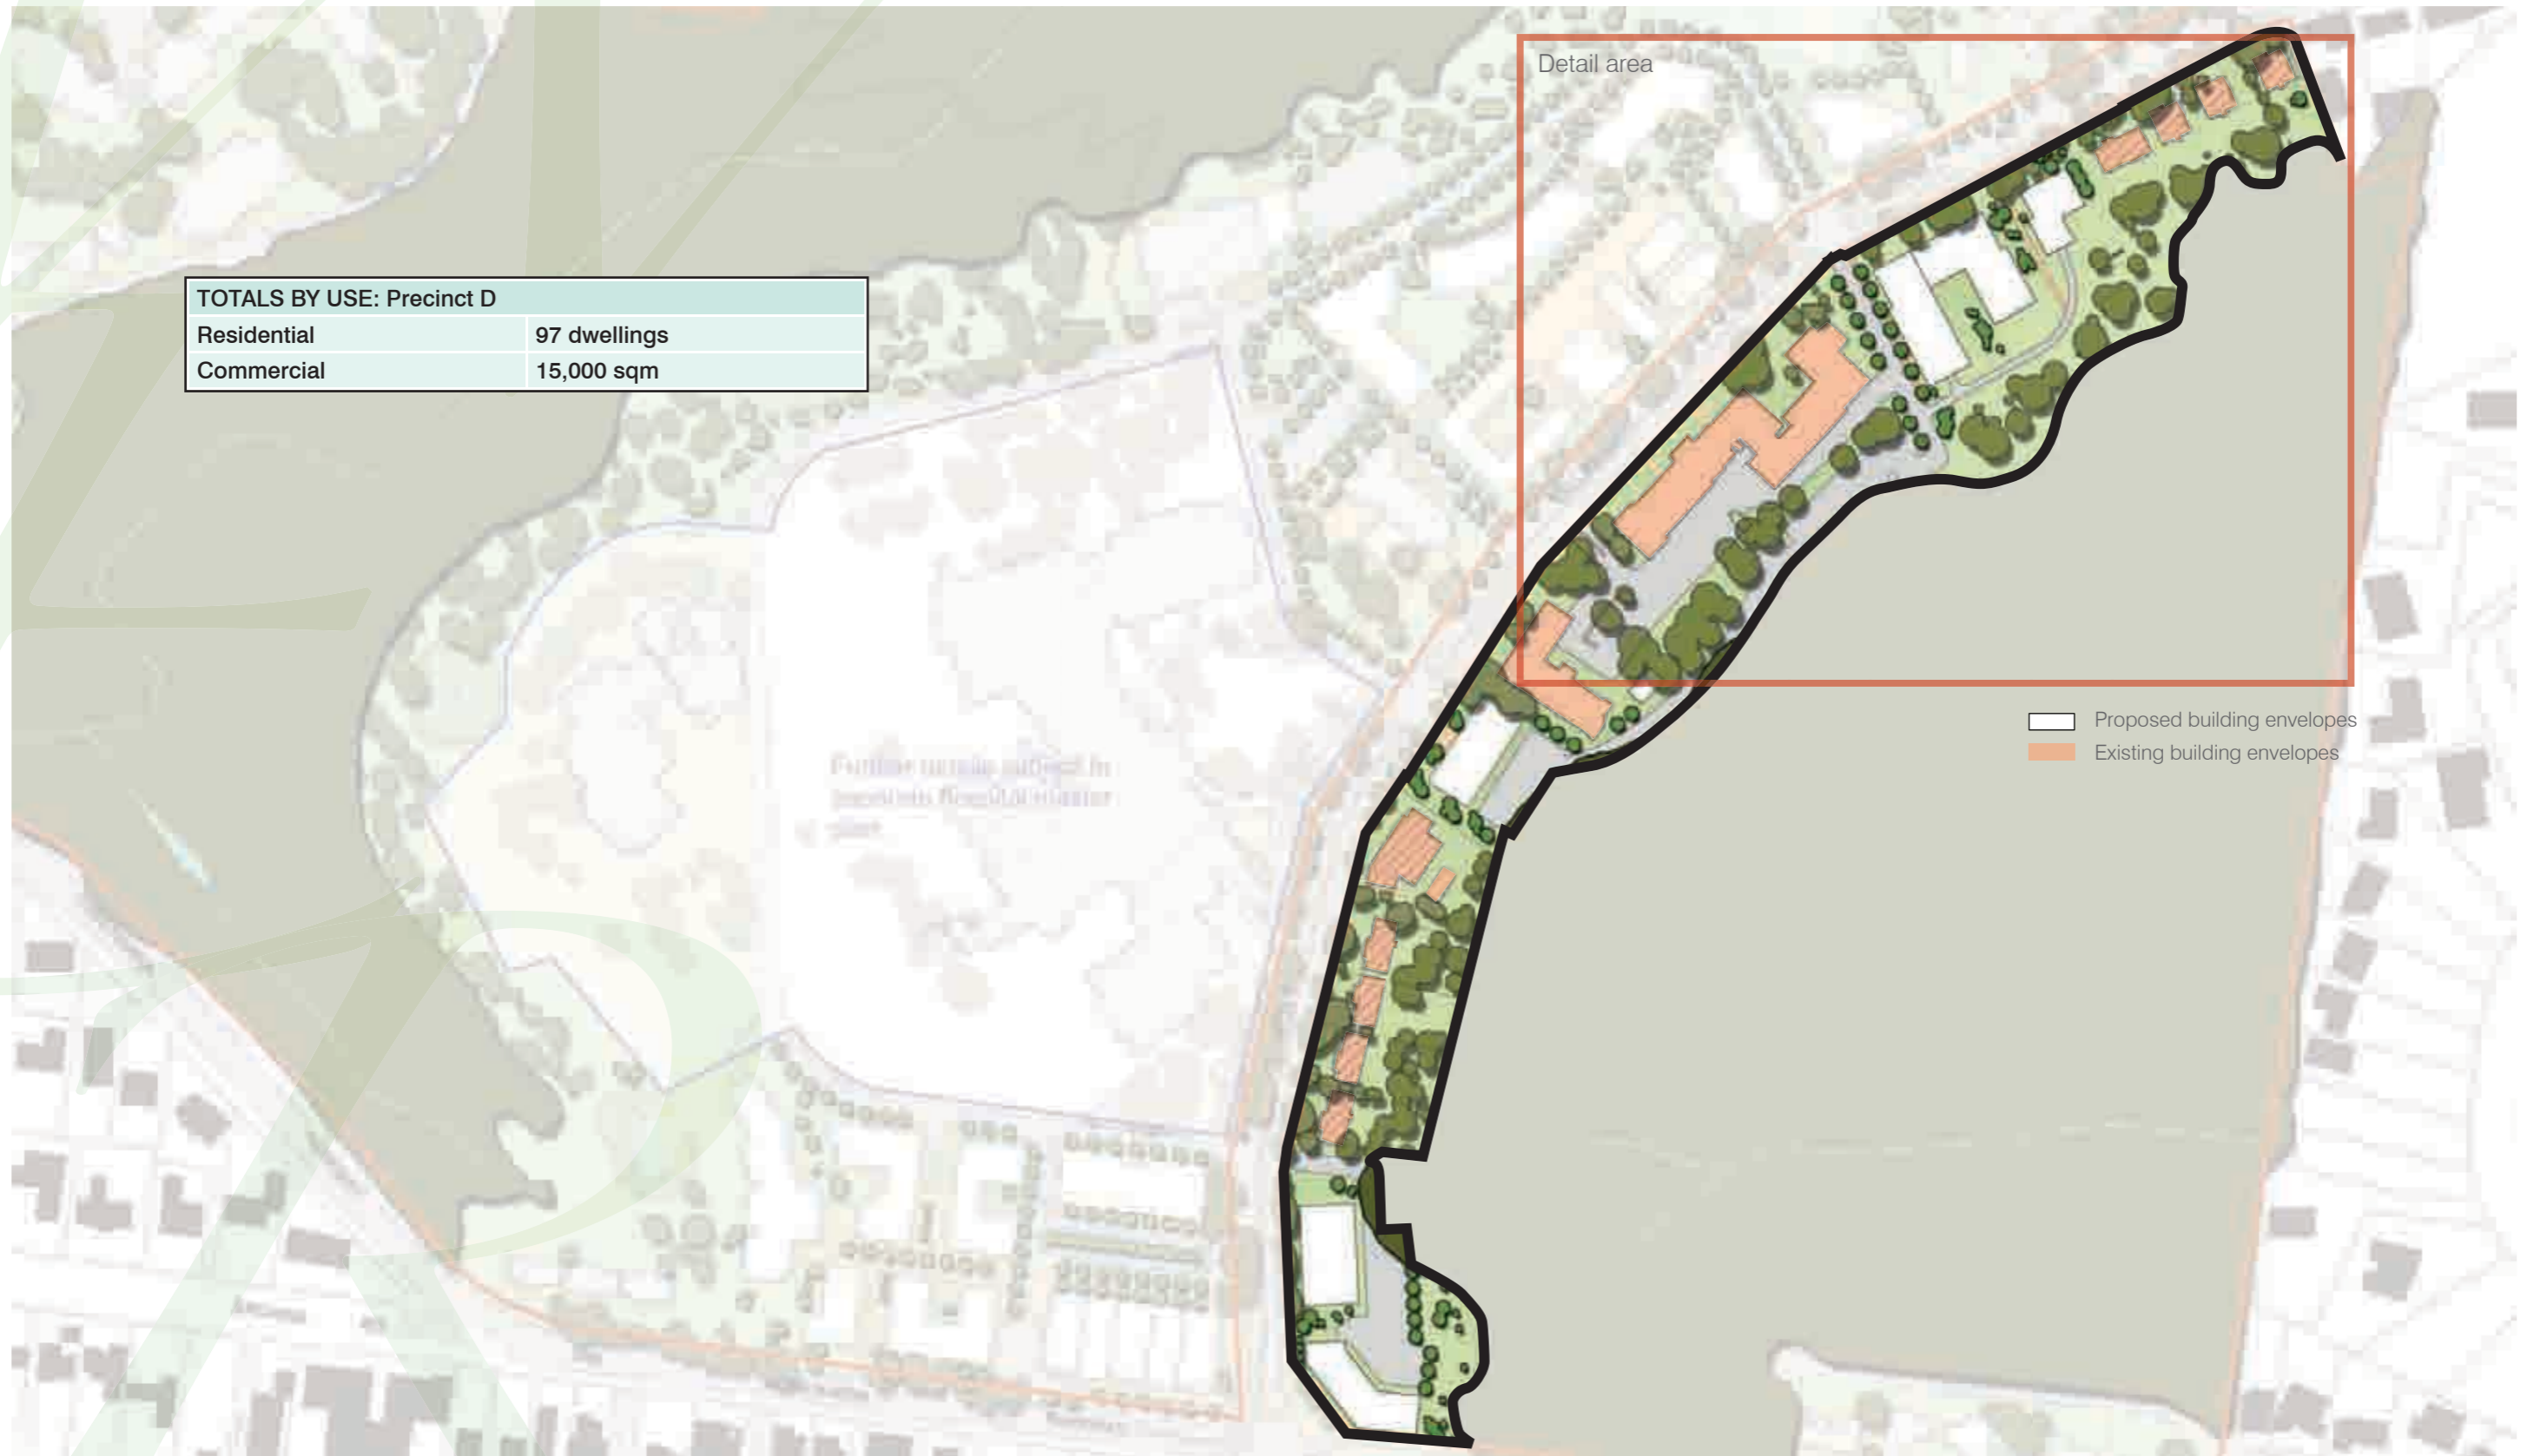 Detail area
TOTALS BY USE: Precinct D
Residential 97 dwellings
Commercial 15,000 sqm
Proposed building envelopes
Existing building envelopes